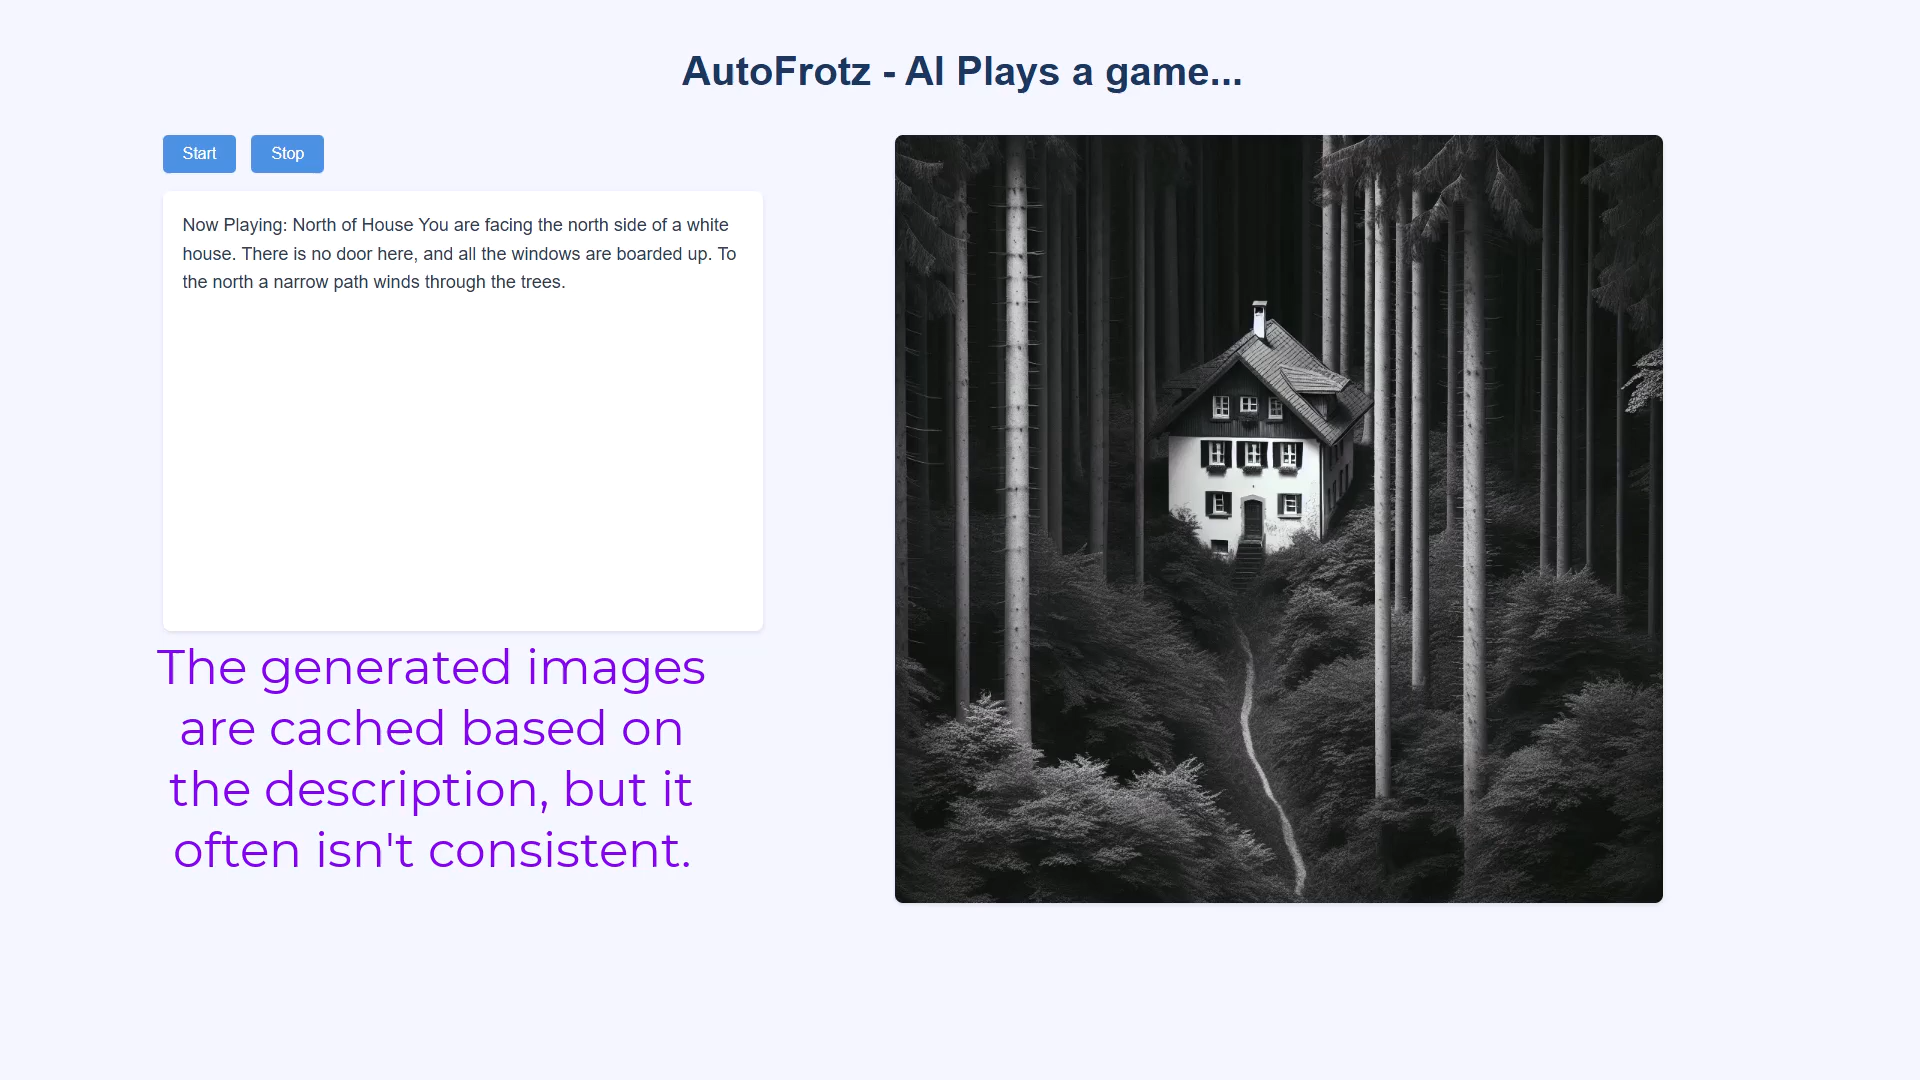 AutoFrotz - AI Plays a game...
Start
Stop
Now Playing: North of House You are facing the north side of a white
house. There is no door here, and all the windows are boarded up. To
the north a narrow path winds through the trees.
The generated images
are cached based on
the description, but it
often isn't consistent.